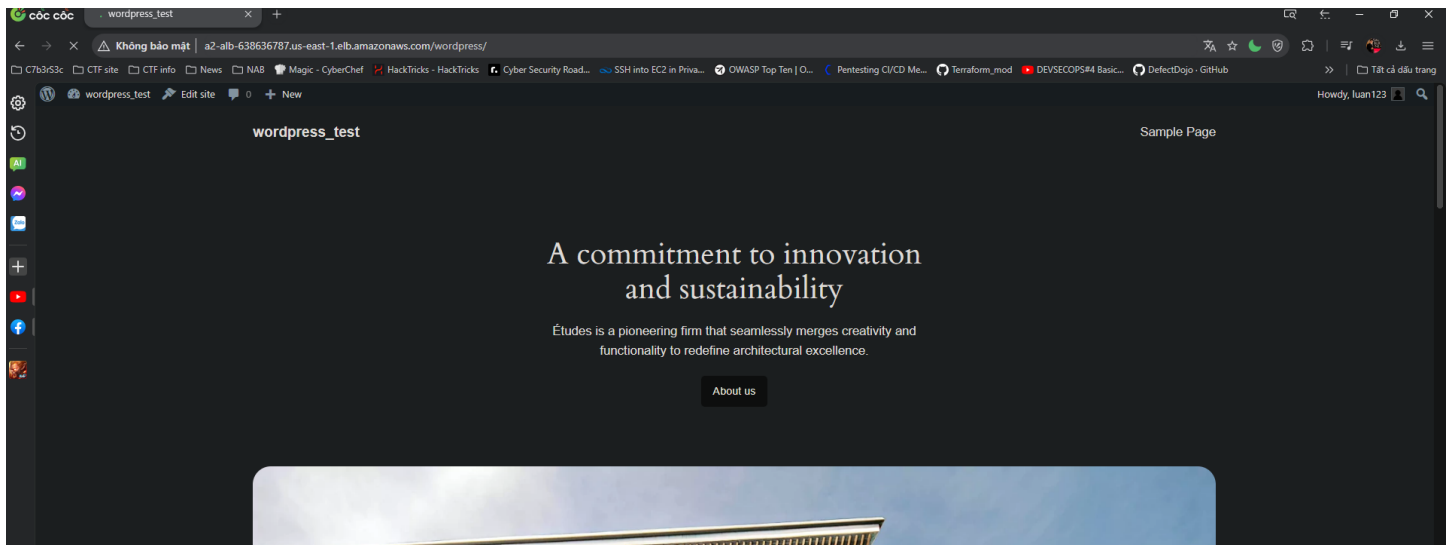 cốc cốc
wordpress_test
Không bảo mật
a2-alb-638636787.us-east-1.elb.amazonaws.com/wordpress/
C7b3rS3c
CTF site
CTF info
News
NAB
Magic - CyberChef
HackTricks - HackTricks
Cyber Security Road...
SSH into EC2 in Priva...
OWASP Top Ten | O...
Pentesting CI/CD Me...
Terraform_mod
DEVSECOPS#4 Basic...
DefectDojo · GitHub
Tất cả dấu trang
wordpress_test
Edit site
0
New
Howdy, luan123
AI
Zalo
wordpress_test
Sample Page
A commitment to innovation
and sustainability
Études is a pioneering firm that seamlessly merges creativity and
functionality to redefine architectural excellence.
About us